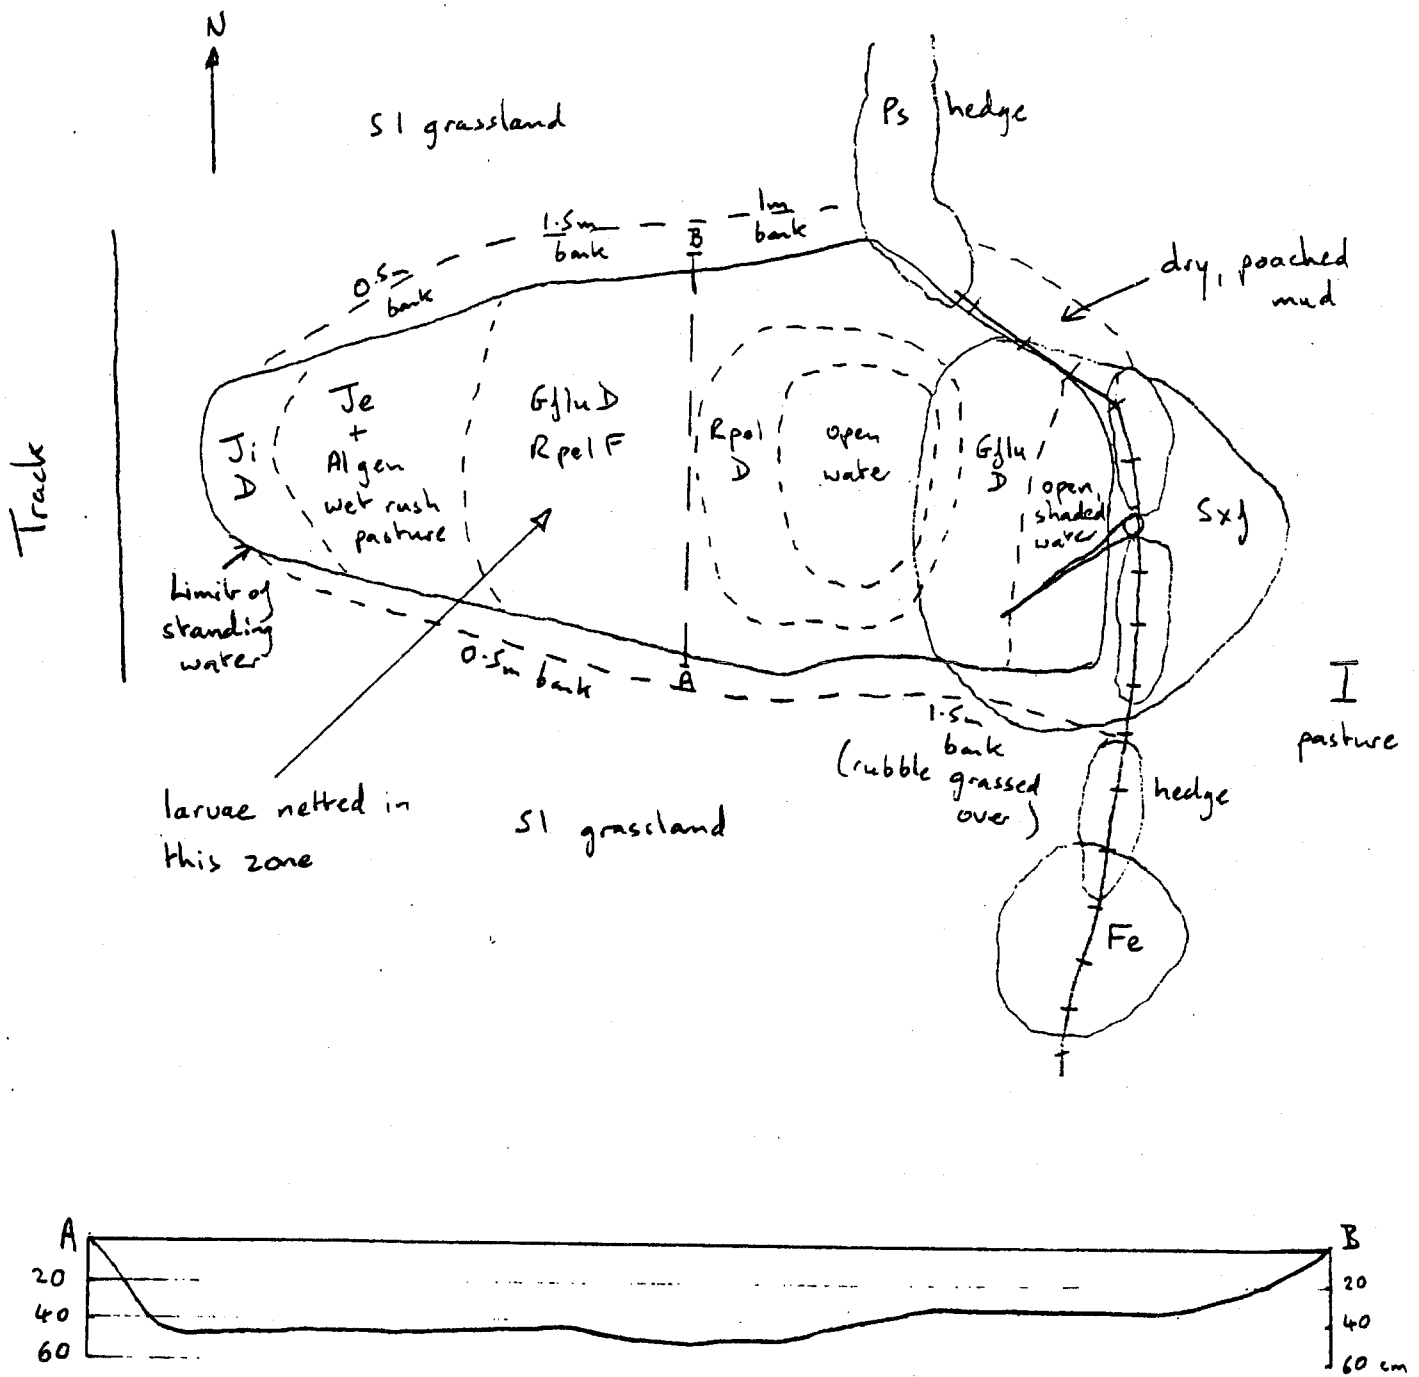 N
SI grassland
Ps
hedge
1.5m
bank
B
1m
bank
0.5m
bank
dry, poached
mud
Track
Ji
D
Je
+
Al gen
wet rush
pasture
Gflu D
Rpel F
Rpel
D
open
water
Gflu
D
open,
shaded
water
Sxf
Limit of
standing
water
0.5m bank
A
1.5m
bank
(rubble grassed
over)
I
pasture
larvae netted in
this zone
SI grassland
hedge
Fe
A
B
20
40
60
20
40
60 cm